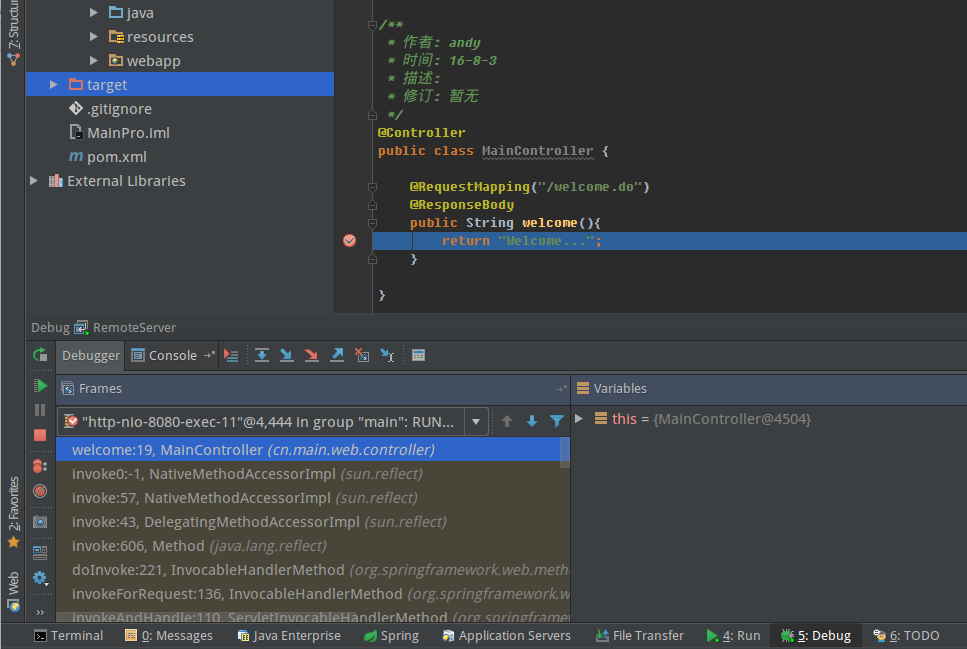 7: Structure
java
resources
webapp
target
.gitignore
MainPro.iml
pom.xml
External Libraries
/**
* 作者: andy
* 时间: 16-8-3
* 描述:
* 修订: 暂无
*/
@Controller
public class MainController {
@RequestMapping("/welcome.do")
@ResponseBody
public String welcome(){
return "Welcome...";
}
}
Debug RemoteServer
Debugger Console
Frames
Variables
"http-nio-8080-exec-11"@4,444 in group "main": RUN...
this = {MainController@4504}
welcome:19, MainController (cn.main.web.controller)
invoke0:-1, NativeMethodAccessorImpl (sun.reflect)
invoke:57, NativeMethodAccessorImpl (sun.reflect)
invoke:43, DelegatingMethodAccessorImpl (sun.reflect)
invoke:606, Method (java.lang.reflect)
doInvoke:221, InvocableHandlerMethod (org.springframework.web.meth
invokeForRequest:136, InvocableHandlerMethod (org.springframework.w
invokeAndHandle:110, ServletInvocableHandlerMethod (org.springframew
2: Favorites
Web
Terminal 0: Messages Java Enterprise Spring Application Servers File Transfer 4: Run 5: Debug 6: TODO